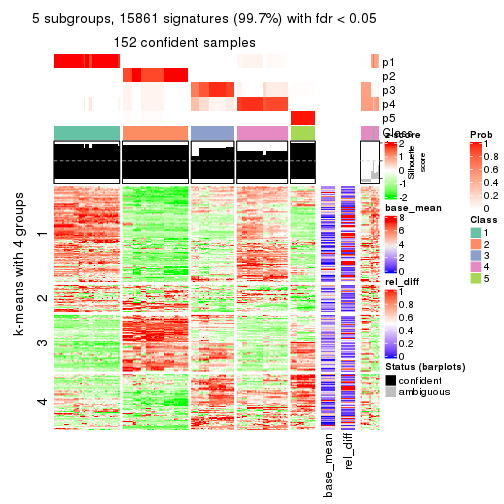 5 subgroups, 15861 signatures (99.7%) with fdr < 0.05
152 confident samples
p1
p2
p3
p4
p5
Class
Silhouette
score
k-means with 4 groups
1
2
3
4
base_mean
rel_diff
z-score
2
1
0
-1
-2
base_mean
8
6
4
2
0
rel_diff
1
0.8
0.6
0.4
0.2
0
Status (barplots)
confident
ambiguous
Prob
1
0.8
0.6
0.4
0.2
0
Class
1
2
3
4
5